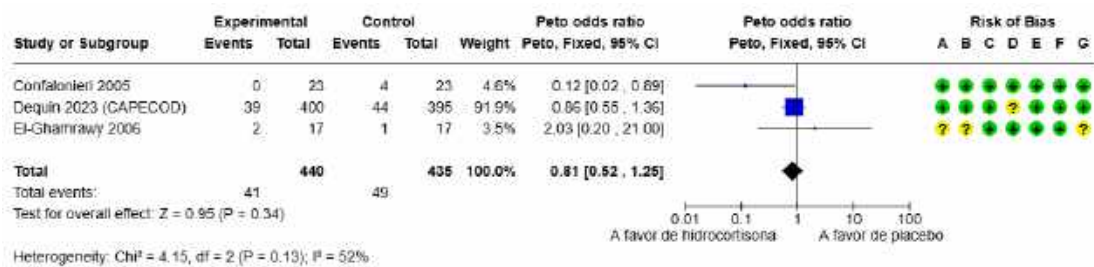 Experimental Control Peto odds ratio Peto odds ratio Risk of Bias
Study or Subgroup Events Total Events Total Weight Peto, Fixed, 95% CI Peto, Fixed, 95% CI A B C D E F G
Confalonieri 2005 0 23 4 23 4.6% 0.12 [0.02 , 0.89] + + + + + + +
Dequin 2023 (CAPECOD) 39 400 44 395 91.9% 0.86 [0.55 , 1.36] + + + ? + + +
El-Ghamrawy 2006 2 17 1 17 3.5% 2.03 [0.20 , 21.00] ? ? + + + + ?
Total 440 435 100.0% 0.81 [0.52 , 1.25]
Total events: 41 49
Test for overall effect: Z = 0.95 (P = 0.34)
0.01 0.1 1 10 100
A favor de hidrocortisona A favor de placebo
Heterogeneity: Chi² = 4.15, df = 2 (P = 0.13); I² = 52%